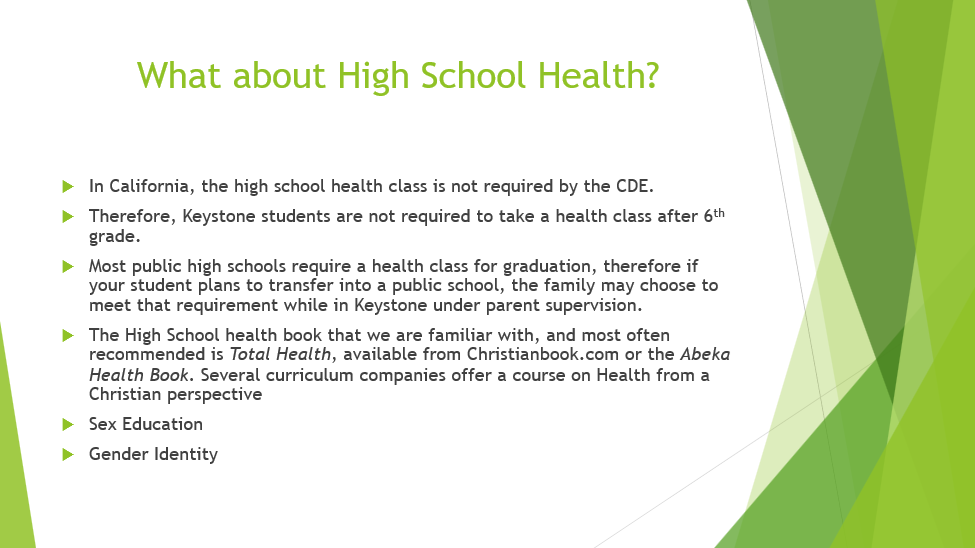 What about High School Health?
In California, the high school health class is not required by the CDE.
Therefore, Keystone students are not required to take a health class after 6th
grade.
Most public high schools require a health class for graduation, therefore if
your student plans to transfer into a public school, the family may choose to
meet that requirement while in Keystone under parent supervision.
The High School health book that we are familiar with, and most often
recommended is Total Health, available from Christianbook.com or the Abeka
Health Book. Several curriculum companies offer a course on Health from a
Christian perspective
Sex Education
Gender Identity